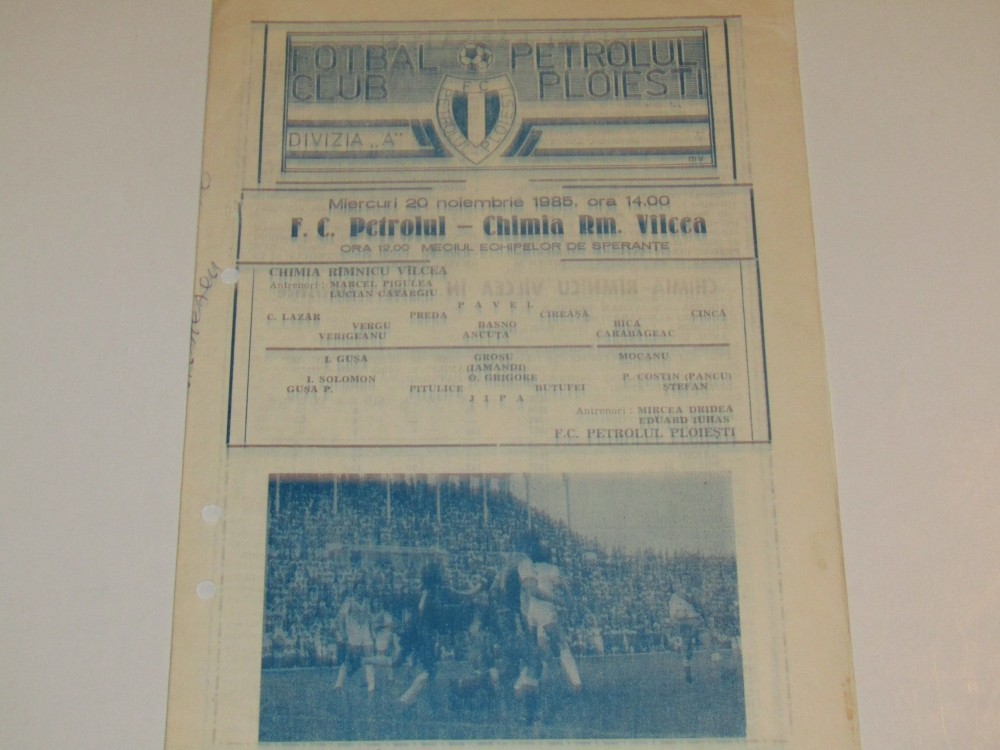 FOTBAL PETROLUL
CLUB PLOIESTI
F C
PETROLUL PLOIESTI
DIVIZIA „A"
Miercuri 20 noiembrie 1985, ora 14.00
F. C. Petrolul — Chimia Rm. Vilcea
ORA 12.00 MECIUL ECHIPELOR DE SPERANTE
CHIMIA RIMNICU VILCEA
Antrenori : MARCEL PIGULEA
LUCIAN CATARGIU
PAVEL
C. LAZĂR PREDA CIREAȘĂ CINCĂ
VERGU BASNO BICA
VERIGEANU ANCUȚA CARABAGEAC
I. GUȘA GROSU MOCANU
(IAMANDI)
I. SOLOMON O. GRIGORE P. COSTIN (PANCU)
GUȘA P. PITULICE BUTUFEI ȘTEFAN
JIPA
Antrenori : MIRCEA DRIDEA
EDUARD IUHAS
F.C. PETROLUL PLOIEȘTI